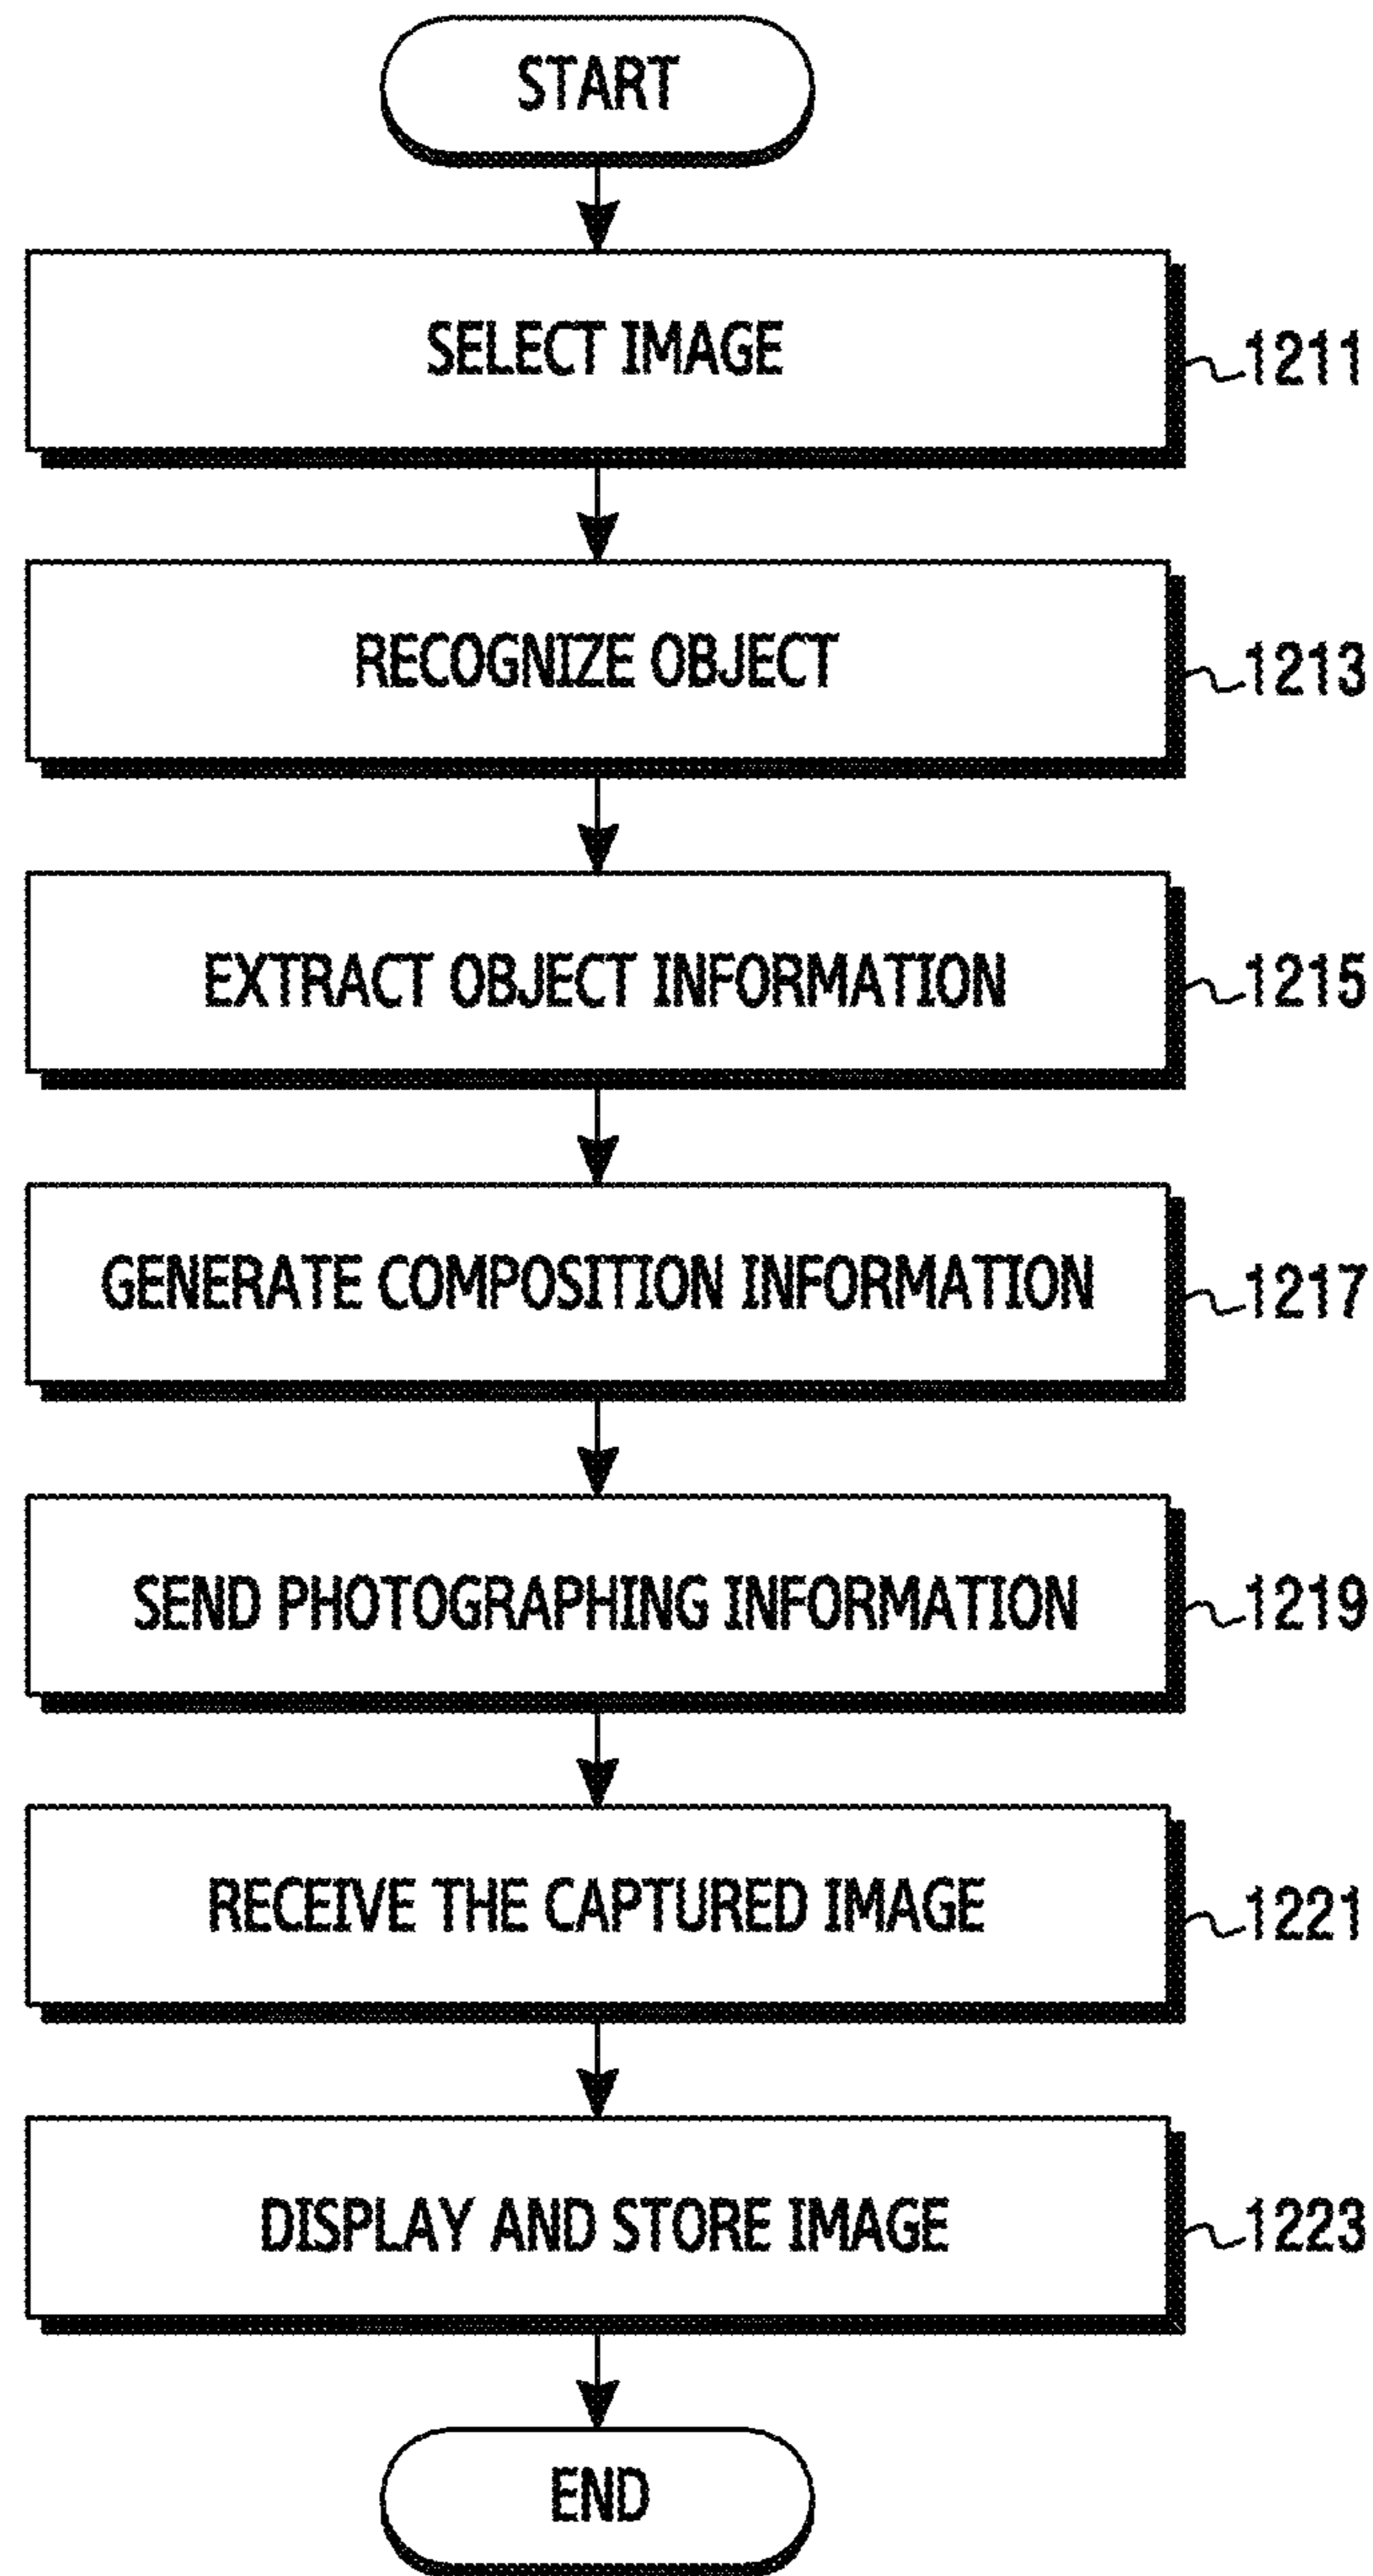 START
SELECT IMAGE
1211
RECOGNIZE OBJECT
1213
EXTRACT OBJECT INFORMATION
1215
GENERATE COMPOSITION INFORMATION
1217
SEND PHOTOGRAPHING INFORMATION
1219
RECEIVE THE CAPTURED IMAGE
1221
DISPLAY AND STORE IMAGE
1223
END